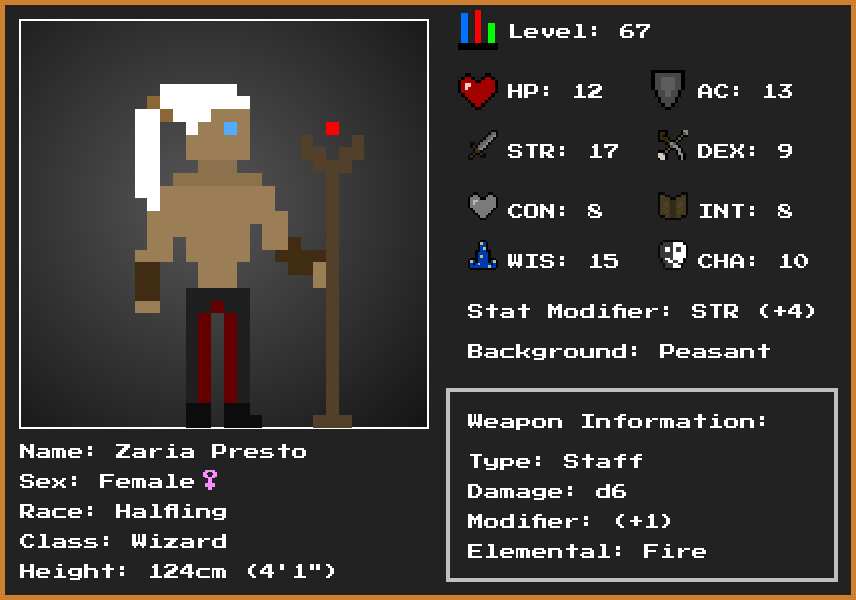 Level: 67
HP: 12 AC: 13
STR: 17 DEX: 9
CON: 8 INT: 8
WIS: 15 CHA: 10
Stat Modifier: STR (+4)
Background: Peasant
Weapon Information:
Type: Staff
Damage: d6
Modifier: (+1)
Elemental: Fire
Name: Zaria Presto
Sex: Female♀
Race: Halfling
Class: Wizard
Height: 124cm (4'1")